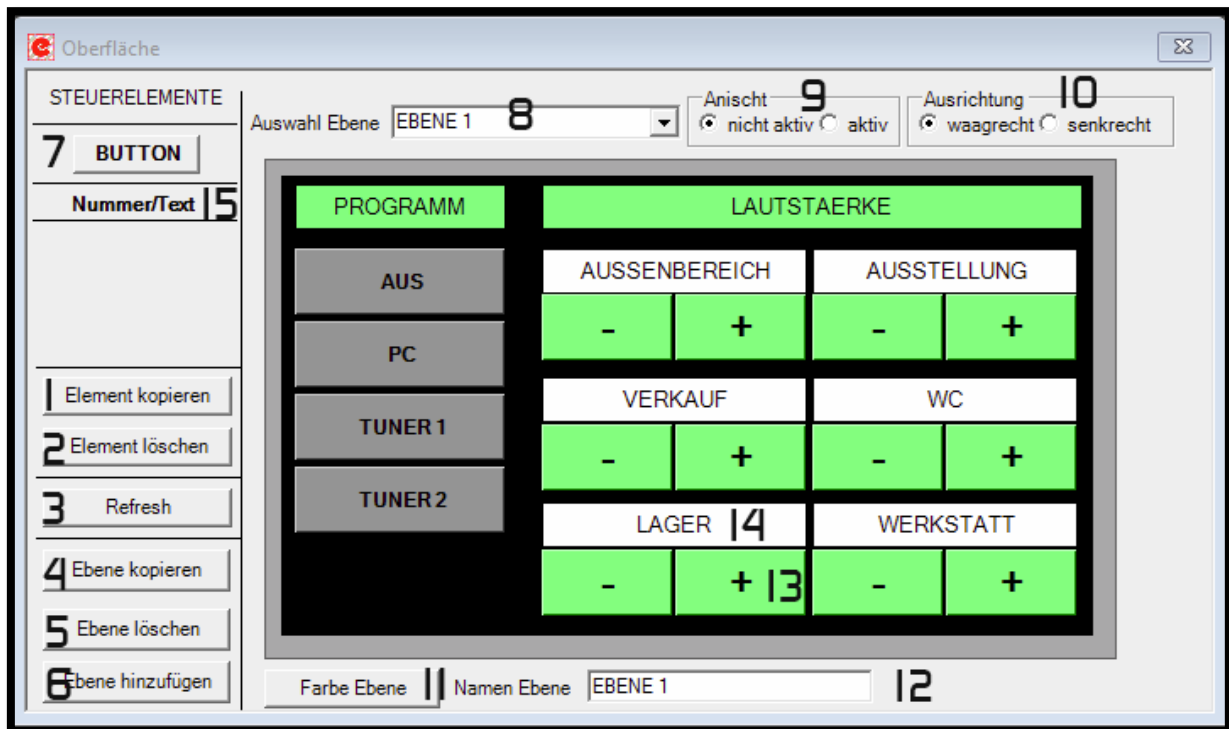 Oberfläche
STEUERELEMENTE
7 BUTTON
Nummer/Text 15
1 Element kopieren
2 Element löschen
3 Refresh
4 Ebene kopieren
5 Ebene löschen
6 Ebene hinzufügen
Auswahl Ebene EBENE 1 8
Anischt 9
nicht aktiv aktiv
Ausrichtung 10
waagrecht senkrecht
PROGRAMM LAUTSTAERKE
AUS
PC
TUNER 1
TUNER 2
AUSSENBEREICH AUSSTELLUNG
- + - +
VERKAUF WC
- + - +
LAGER 14 WERKSTATT
- + 13 - +
Farbe Ebene 11 Namen Ebene EBENE 1 12